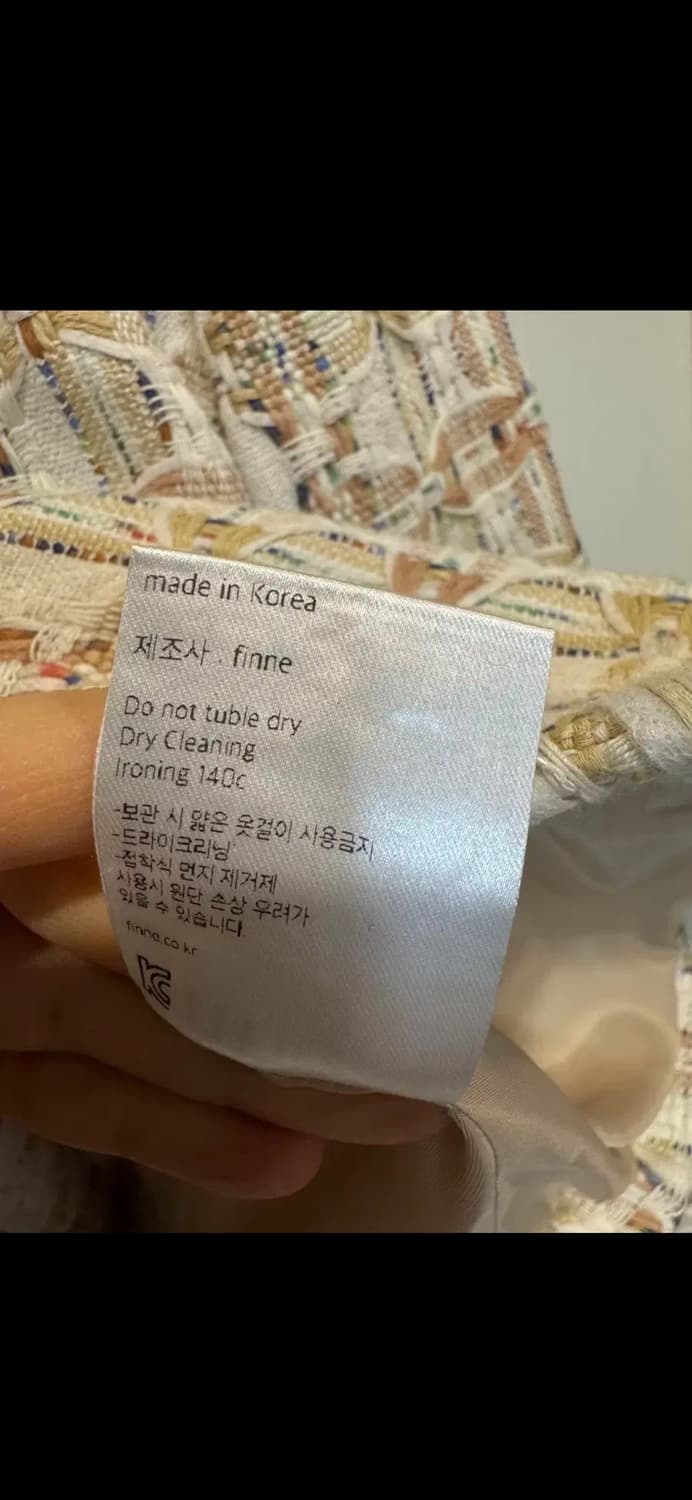 made in Korea
제조사 . finne
Do not tuble dry
Dry Cleaning
Ironing 140c
-보관 시 얇은 옷걸이 사용금지
-드라이크리닝
-접착식 먼지 제거제
사용시 원단 손상 우려가
있을 수 있습니다
finne.co.kr
KC